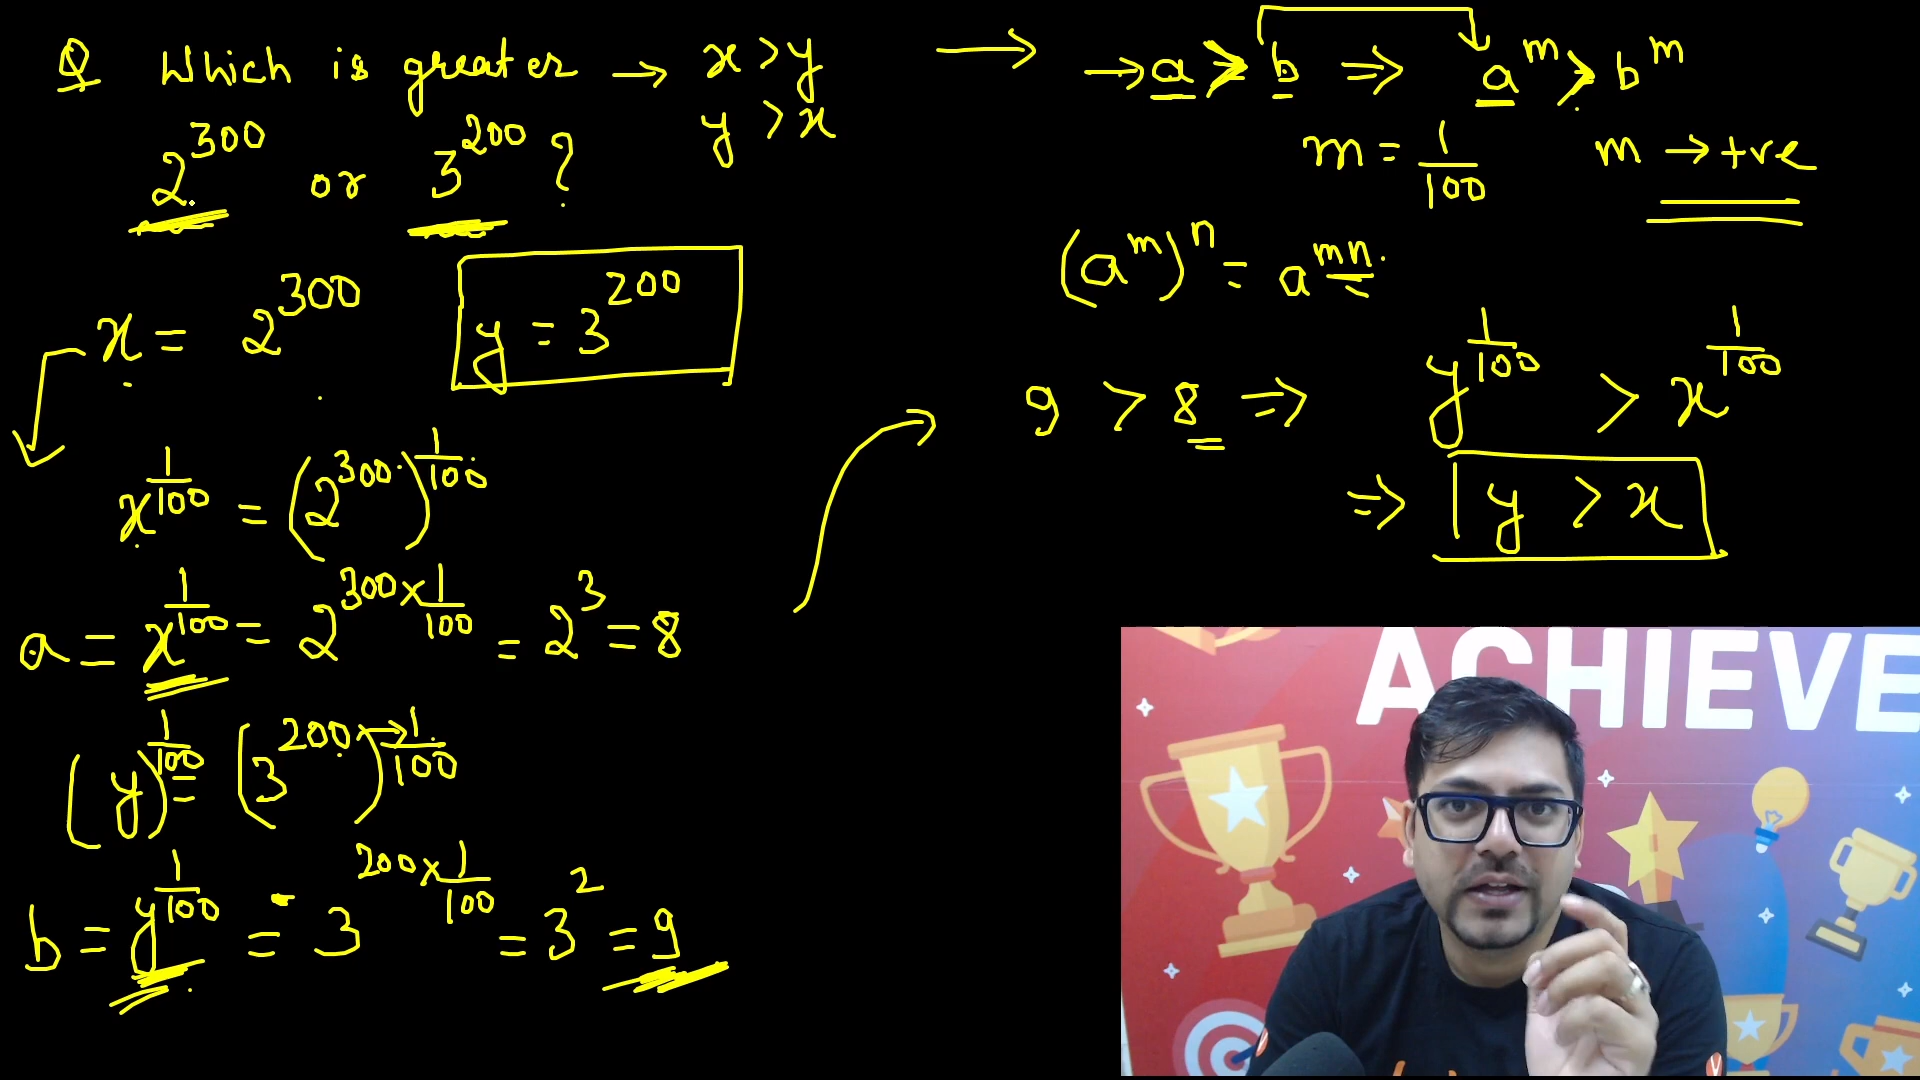 Q Which is greater → x > y
y > x
2^300 or 3^200 ?
x = 2^300
y = 3^200
x^(1/100) = (2^300)^(1/100)
a = x^(1/100) = 2^(300×1/100) = 2^3 = 8
(y)^(1/100) = (3^200)^(1/100)
b = y^(1/100) = 3^(200×1/100) = 3^2 = 9
→ → a > b ⇒ a^m > b^m
m = 1/100 m → +ve
(a^m)^n = a^(mn)
9 > 8 ⇒ y^(1/100) > x^(1/100)
⇒ y > x
ACHIEVE